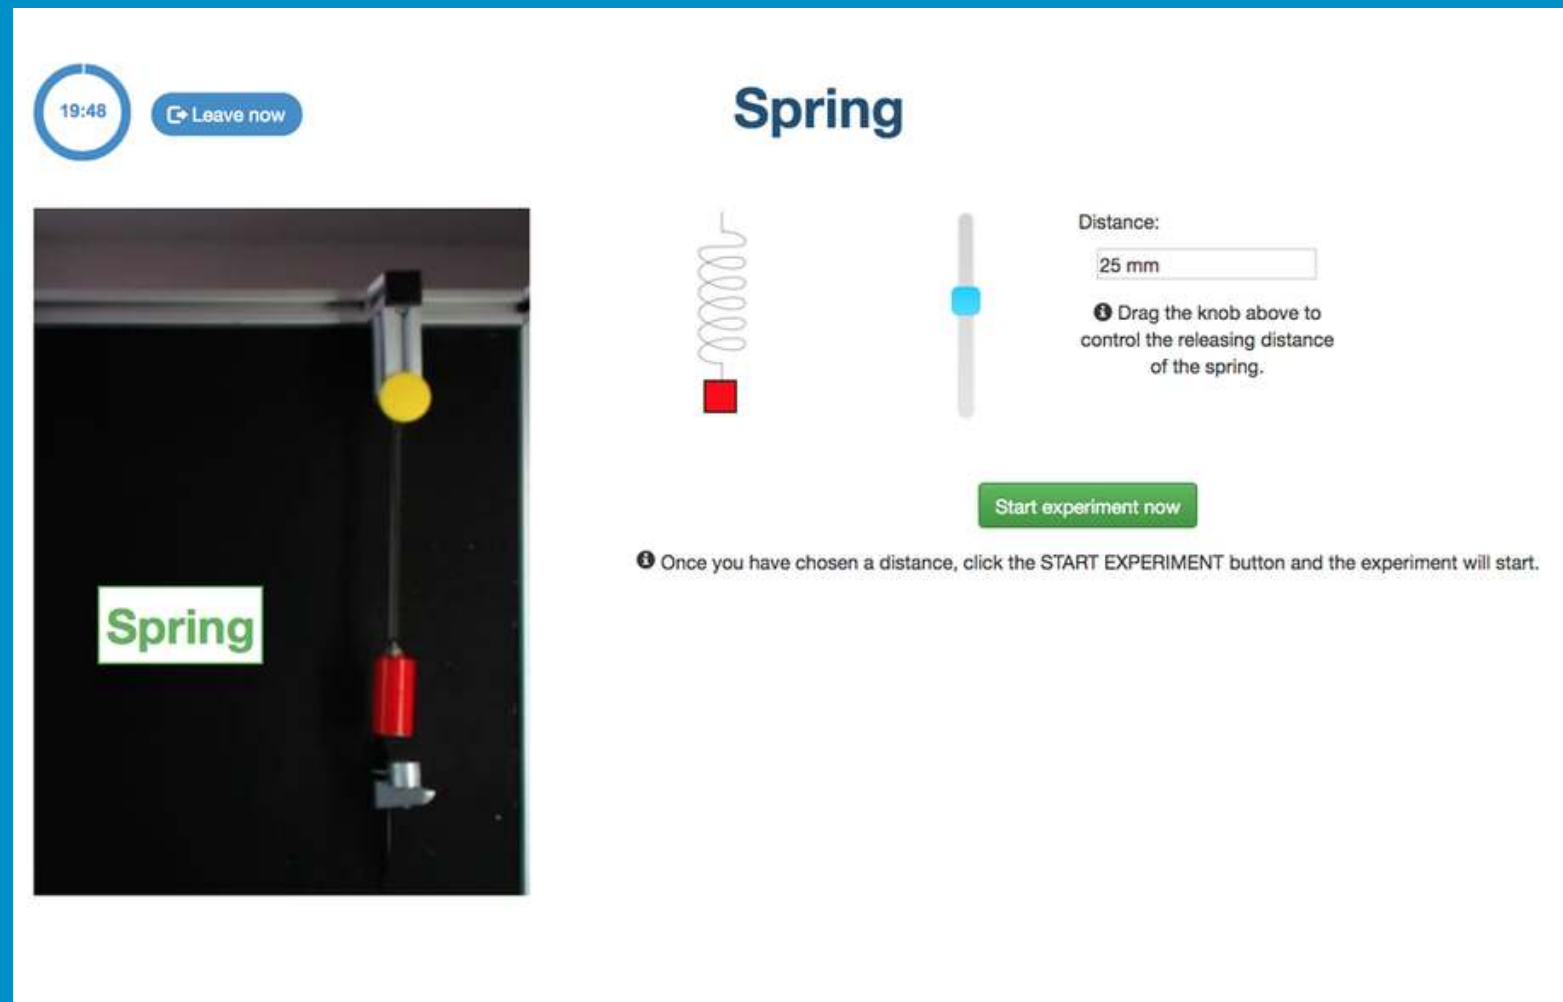 19:48
Leave now
Spring
Distance:
25 mm
Drag the knob above to
control the releasing distance
of the spring.
Start experiment now
Once you have chosen a distance, click the START EXPERIMENT button and the experiment will start.
Spring